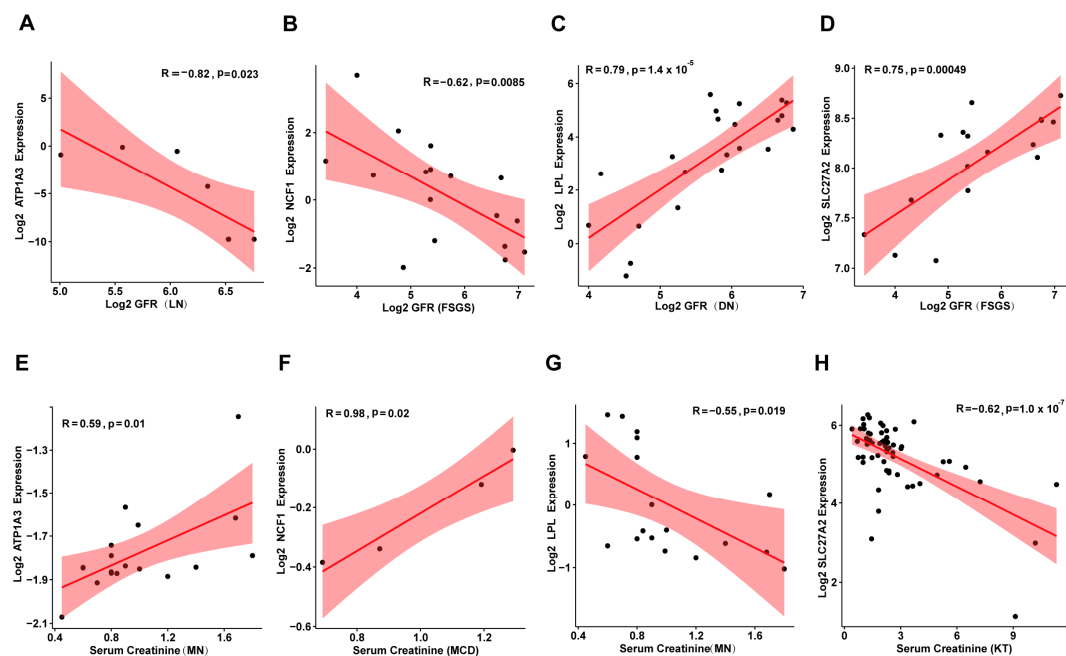 A
R=−0.82, p=0.023
Log2 ATP1A3 Expression
5
0
−5
−10
5.0
5.5
6.0
6.5
Log2 GFR (LN)
B
R=−0.62, p=0.0085
Log2 NCF1 Expression
2
0
−2
4
5
6
7
Log2 GFR (FSGS)
C
R=0.79, p=1.4 x 10⁻⁵
Log2 LPL Expression
6
4
2
0
4
5
6
7
Log2 GFR (DN)
D
R=0.75, p=0.00049
Log2 SLC27A2 Expression
9.0
8.5
8.0
7.5
7.0
4
5
6
7
Log2 GFR (FSGS)
E
R=0.59, p=0.01
Log2 ATP1A3 Expression
−1.3
−1.5
−1.7
−1.9
−2.1
0.4
0.8
1.2
1.6
Serum Creatinine (MN)
F
R=0.98, p=0.02
Log2 NCF1 Expression
0.0
−0.2
−0.4
−0.6
0.8
1.0
1.2
Serum Creatinine (MCD)
G
R=−0.55, p=0.019
Log2 LPL Expression
1
0
−1
0.4
0.8
1.2
1.6
Serum Creatinine (MN)
H
R=−0.62, p=1.0 x 10⁻⁷
Log2 SLC27A2 Expression
6
4
2
0
3
6
9
Serum Creatinine (KT)